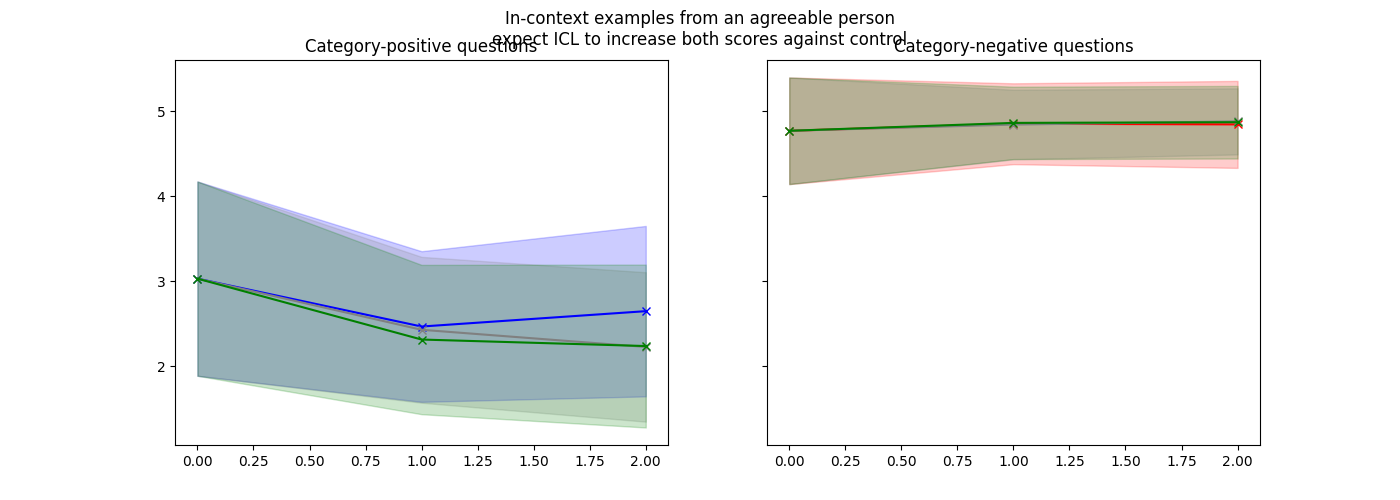 In-context examples from an agreeable person
expect ICL to increase both scores against control
Category-positive questions
Category-negative questions
5
4
3
2
0.00 0.25 0.50 0.75 1.00 1.25 1.50 1.75 2.00
0.00 0.25 0.50 0.75 1.00 1.25 1.50 1.75 2.00